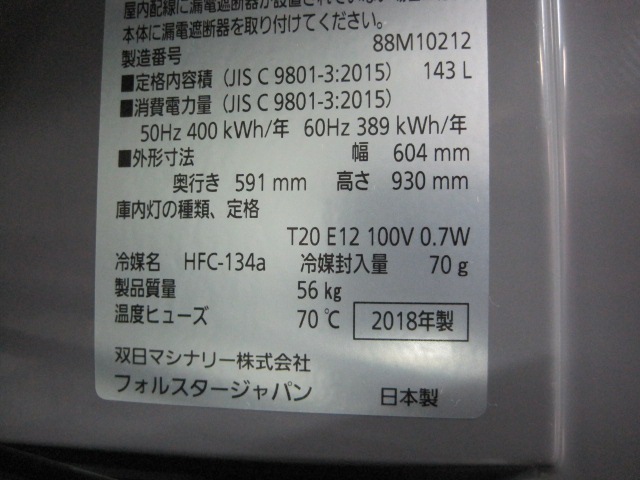 屋内配線に漏電遮断器が設置されていない場合
本体に漏電遮断器を取り付けてください。
製造番号 88M10212
■定格内容積（JIS C 9801-3:2015） 143 L
■消費電力量（JIS C 9801-3:2015）
50Hz 400 kWh/年 60Hz 389 kWh/年
■外形寸法 幅 604 mm
奥行き 591 mm 高さ 930 mm
庫内灯の種類、定格
T20 E12 100V 0.7W
冷媒名 HFC-134a 冷媒封入量 70 g
製品質量 56 kg
温度ヒューズ 70 ℃ 2018年製
双日マシナリー株式会社
フォルスタージャパン 日本製